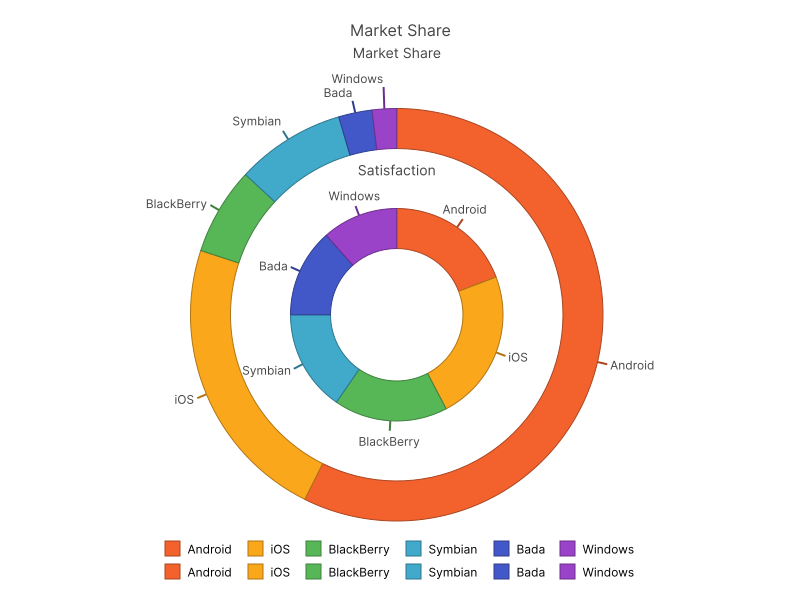 Market Share
Market Share
Windows
Bada
Symbian
Satisfaction
Windows
BlackBerry
Android
Bada
iOS
Android
Symbian
iOS
BlackBerry
Android iOS BlackBerry Symbian Bada Windows
Android iOS BlackBerry Symbian Bada Windows